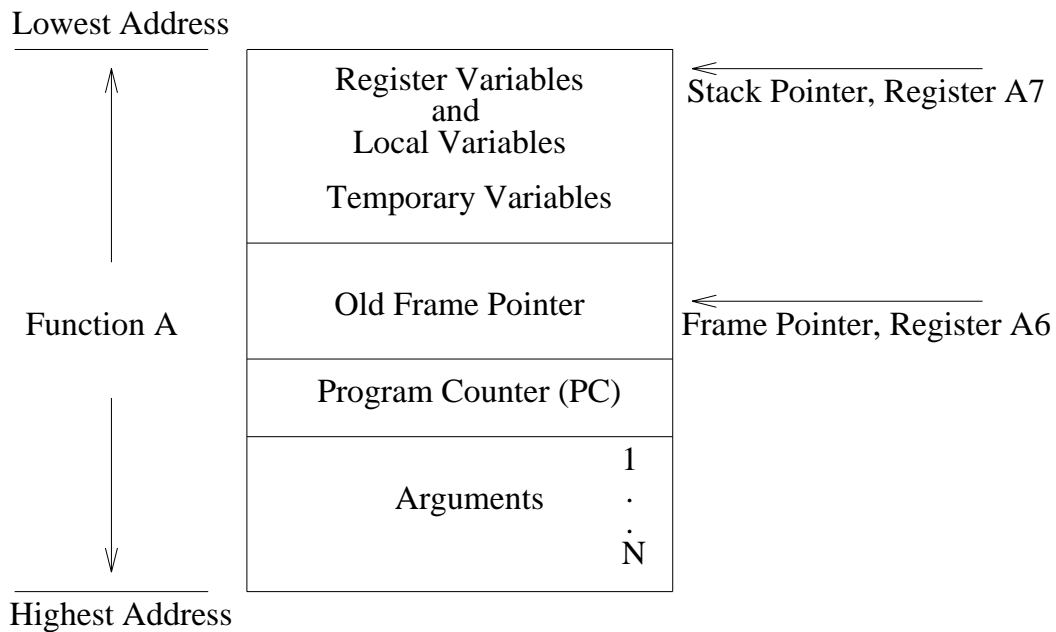 Lowest Address
Register Variables
and
Local Variables
Temporary Variables
Stack Pointer, Register A7
Function A
Old Frame Pointer
Frame Pointer, Register A6
Program Counter (PC)
Arguments
1
.
.
N
Highest Address